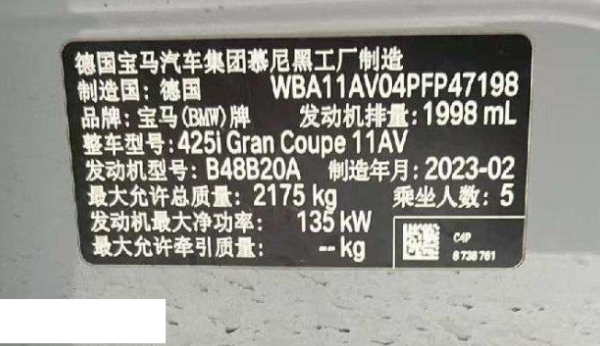 德国宝马汽车集团慕尼黑工厂制造
制造国：德国 WBA11AV04PFP47198
品牌：宝马(BMW)牌 发动机排量：1998 mL
整车型号：425i Gran Coupe 11AV
发动机型号：B48B20A 制造年月：2023-02
最大允许总质量：2175 kg 乘坐人数：5
发动机最大净功率：135 kW
最大允许牵引质量：-- kg
C4P
8 738 761